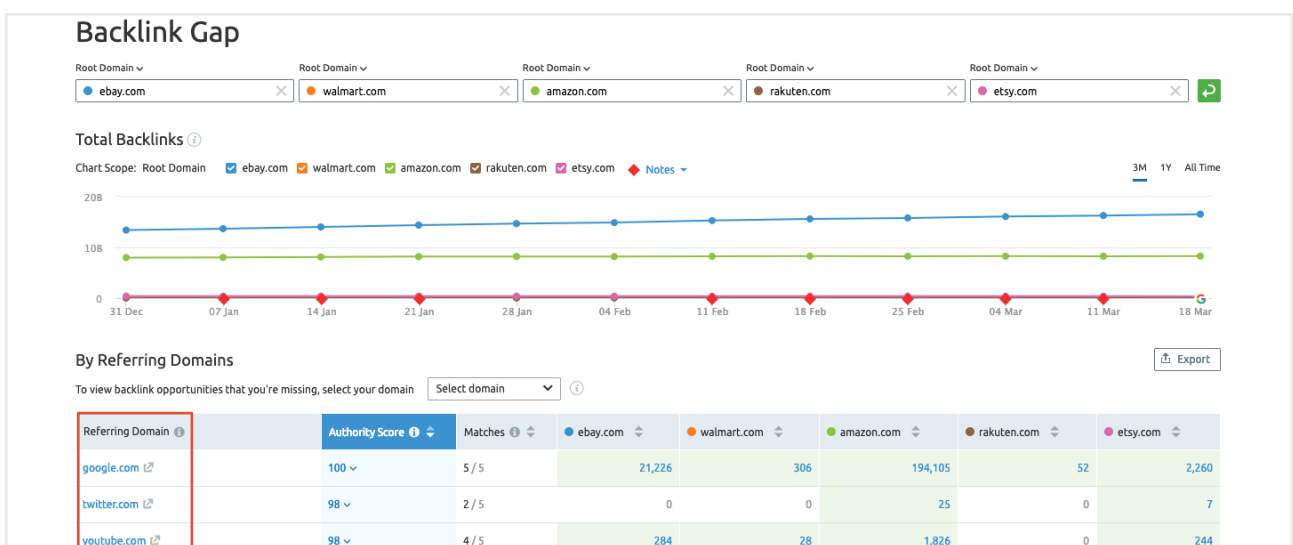 Backlink Gap
Root Domain Root Domain Root Domain Root Domain Root Domain
ebay.com walmart.com amazon.com rakuten.com etsy.com
Total Backlinks
Chart Scope: Root Domain ebay.com walmart.com amazon.com rakuten.com etsy.com Notes 3M 1Y All Time
20B
10B
0
31 Dec 07 Jan 14 Jan 21 Jan 28 Jan 04 Feb 11 Feb 18 Feb 25 Feb 04 Mar 11 Mar 18 Mar
By Referring Domains Export
To view backlink opportunities that you're missing, select your domain Select domain
Referring Domain Authority Score Matches ebay.com walmart.com amazon.com rakuten.com etsy.com
google.com 100 5 / 5 21,226 306 194,105 52 2,260
twitter.com 98 2 / 5 0 0 25 0 7
youtube.com 98 4 / 5 284 28 1,826 0 244